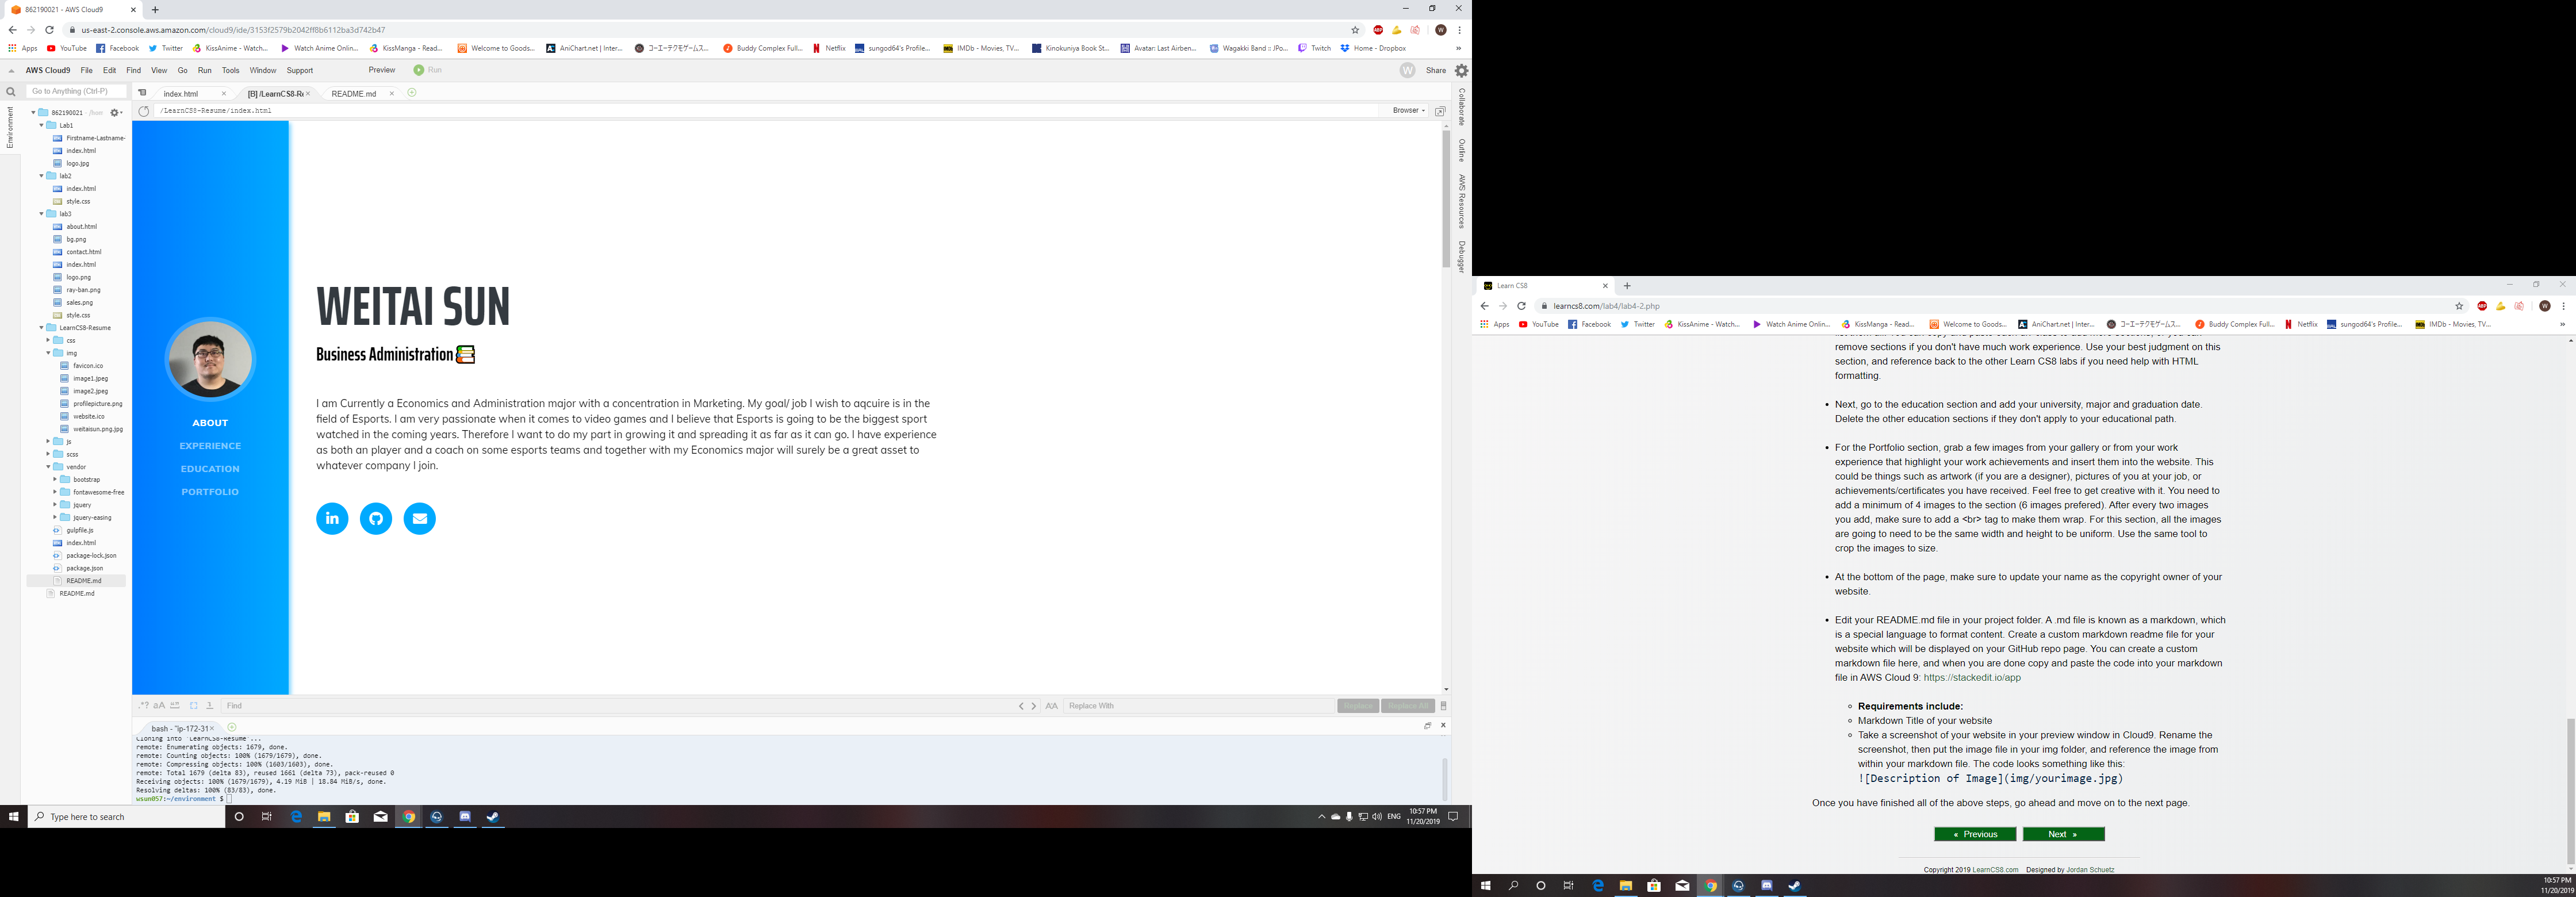 862190021 - AWS Cloud9
us-east-2.console.aws.amazon.com/cloud9/ide/3153f2579b2042ff8b6112ba3d742b47
Apps YouTube Facebook Twitter KissAnime - Watch... Watch Anime Onlin... KissManga - Read... Welcome to Goods... AniChart.net | Inter... コーエーテクモゲームス... Buddy Complex Full... Netflix sungod64's Profile... IMDb - Movies, TV... Kinokuniya Book St... Avatar: Last Airben... Wagakki Band :: JPo... Twitch Home - Dropbox »
AWS Cloud9 File Edit Find View Go Run Tools Window Support Preview Run W Share
Go to Anything (Ctrl-P)
index.html [B] /LearnCS8-Re README.md
/LearnCS8-Resume/index.html Browser
Environment
862190021
Lab1
Firstname-Lastname-
index.html
logo.jpg
lab2
index.html
style.css
lab3
about.html
bg.png
contact.html
index.html
logo.png
ray-ban.png
sales.png
style.css
LearnCS8-Resume
css
img
favicon.ico
image1.jpeg
image2.jpeg
profilepicture.png
website.ico
weitaisun.png.jpg
js
scss
vendor
bootstrap
fontawesome-free
jquery
jquery-easing
gulpfile.js
index.html
package-lock.json
package.json
README.md
README.md
ABOUT
EXPERIENCE
EDUCATION
PORTFOLIO
WEITAI SUN
Business Administration
I am Currently a Economics and Administration major with a concentration in Marketing. My goal/ job I wish to aqcuire is in the
field of Esports. I am very passionate when it comes to video games and I believe that Esports is going to be the biggest sport
watched in the coming years. Therefore I want to do my part in growing it and spreading it as far as it can go. I have experience
as both an player and a coach on some esports teams and together with my Economics major will surely be a great asset to
whatever company I join.
in
Collaborate
Outline
AWS Resources
Debugger
.*? aA Find Replace With Replace Replace All
bash - "ip-172-31
Cloning into 'LearnCS8-Resume'...
remote: Enumerating objects: 1679, done.
remote: Counting objects: 100% (1679/1679), done.
remote: Compressing objects: 100% (1603/1603), done.
remote: Total 1679 (delta 83), reused 1661 (delta 73), pack-reused 0
Receiving objects: 100% (1679/1679), 4.19 MiB | 18.84 MiB/s, done.
Resolving deltas: 100% (83/83), done.
wsun057:~/environment $
Type here to search
ENG
10:57 PM
11/20/2019
Learn CS8
learncs8.com/lab4/lab4-2.php
Apps YouTube Facebook Twitter KissAnime - Watch... Watch Anime Onlin... KissManga - Read... Welcome to Goods... AniChart.net | Inter... コーエーテクモゲームス... Buddy Complex Full... Netflix sungod64's Profile... IMDb - Movies, TV... »
remove sections if you don't have much work experience. Use your best judgment on this
section, and reference back to the other Learn CS8 labs if you need help with HTML
formatting.
• Next, go to the education section and add your university, major and graduation date.
Delete the other education sections if they don't apply to your educational path.
• For the Portfolio section, grab a few images from your gallery or from your work
experience that highlight your work achievements and insert them into the website. This
could be things such as artwork (if you are a designer), pictures of you at your job, or
achievements/certificates you have received. Feel free to get creative with it. You need to
add a minimum of 4 images to the section (6 images prefered). After every two images
you add, make sure to add a <br> tag to make them wrap. For this section, all the images
are going to need to be the same width and height to be uniform. Use the same tool to
crop the images to size.
• At the bottom of the page, make sure to update your name as the copyright owner of your
website.
• Edit your README.md file in your project folder. A .md file is known as a markdown, which
is a special language to format content. Create a custom markdown readme file for your
website which will be displayed on your GitHub repo page. You can create a custom
markdown file here, and when you are done copy and paste the code into your markdown
file in AWS Cloud 9: https://stackedit.io/app
Requirements include:
Markdown Title of your website
Take a screenshot of your website in your preview window in Cloud9. Rename the
screenshot, then put the image file in your img folder, and reference the image from
within your markdown file. The code looks something like this:
![Description of Image](img/yourimage.jpg)
Once you have finished all of the above steps, go ahead and move on to the next page.
« Previous Next »
Copyright 2019 LearnCS8.com Designed by Jordan Schuetz
10:57 PM
11/20/2019